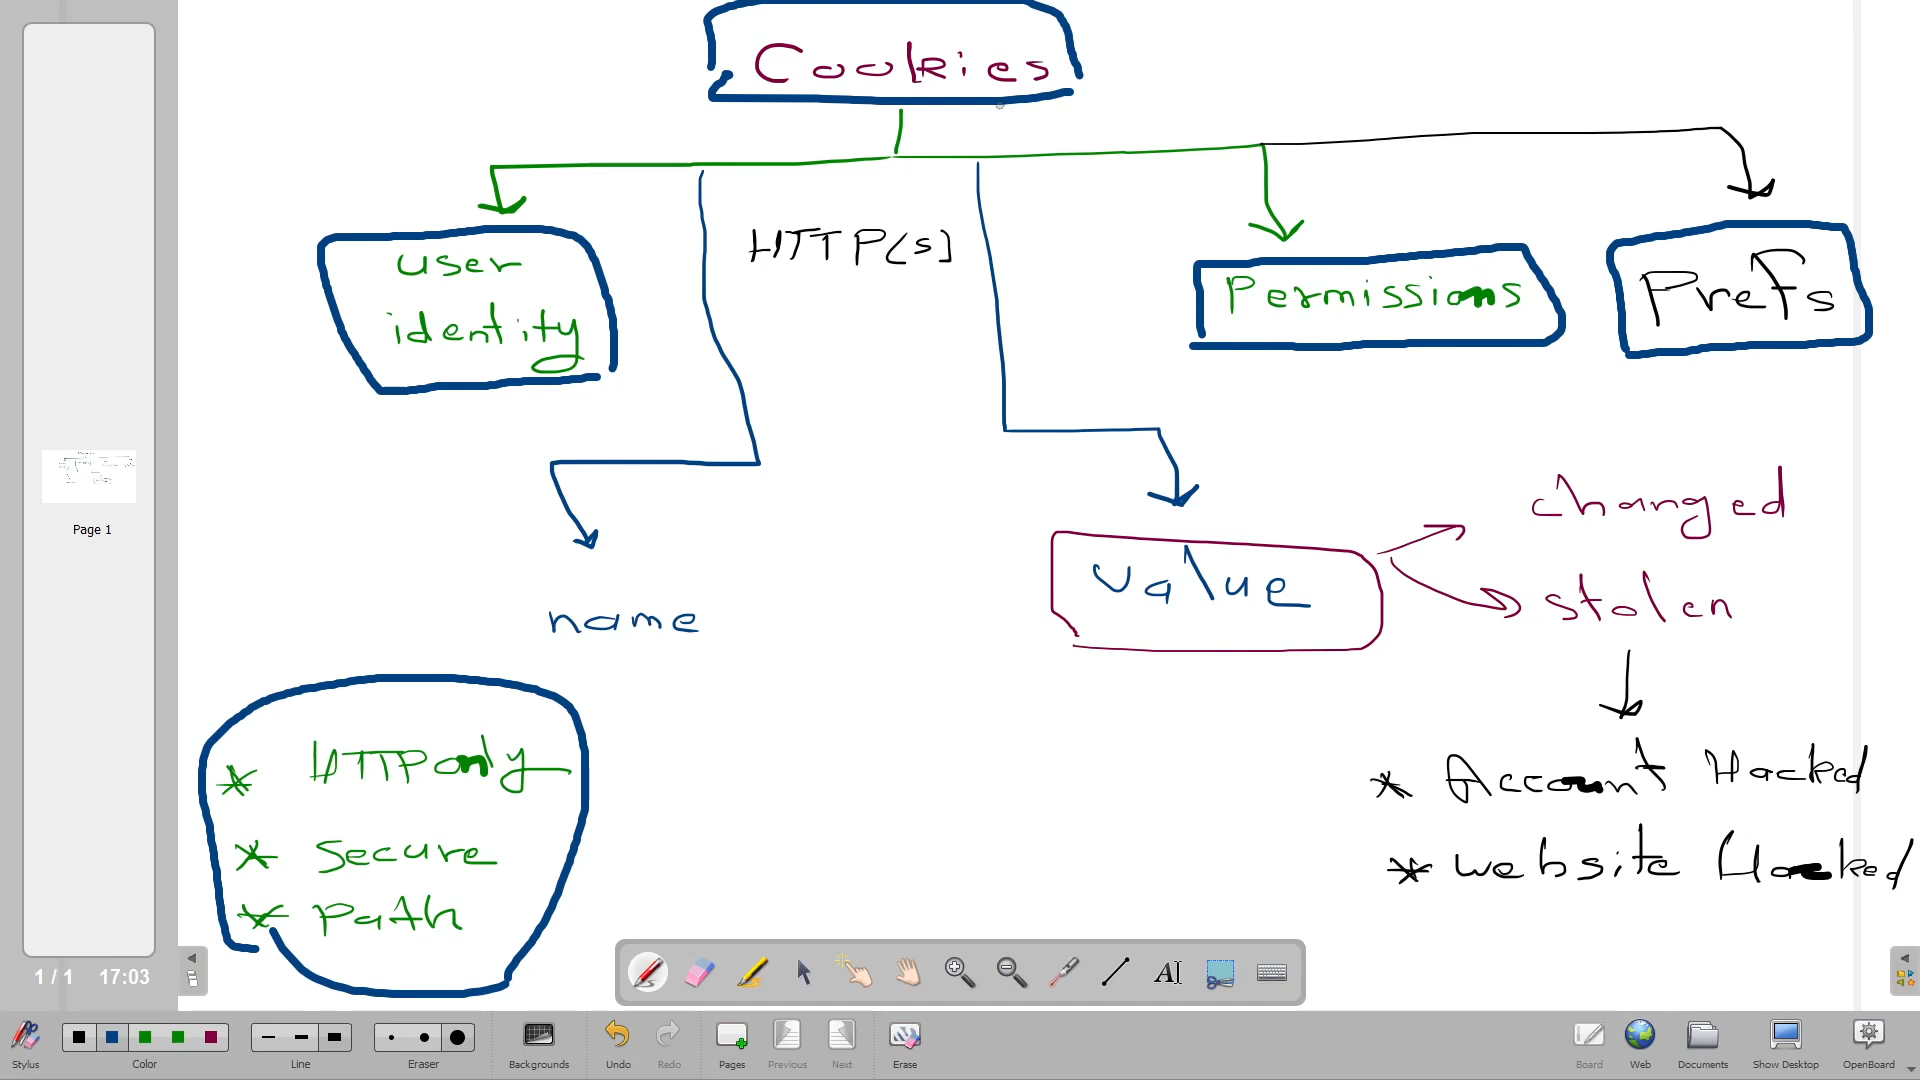 Cookies
HTTP(s)
user
identity
Permissions
Prefs
name
value
changed
stolen
* Account Hacked
* website Hacked
* HTTPonly
* Secure
* Path
Page 1
1 / 1 17:03
Stylus
Color
Line
Eraser
Backgrounds
Undo
Redo
Pages
Previous
Next
Erase
Board
Web
Documents
Show Desktop
OpenBoard